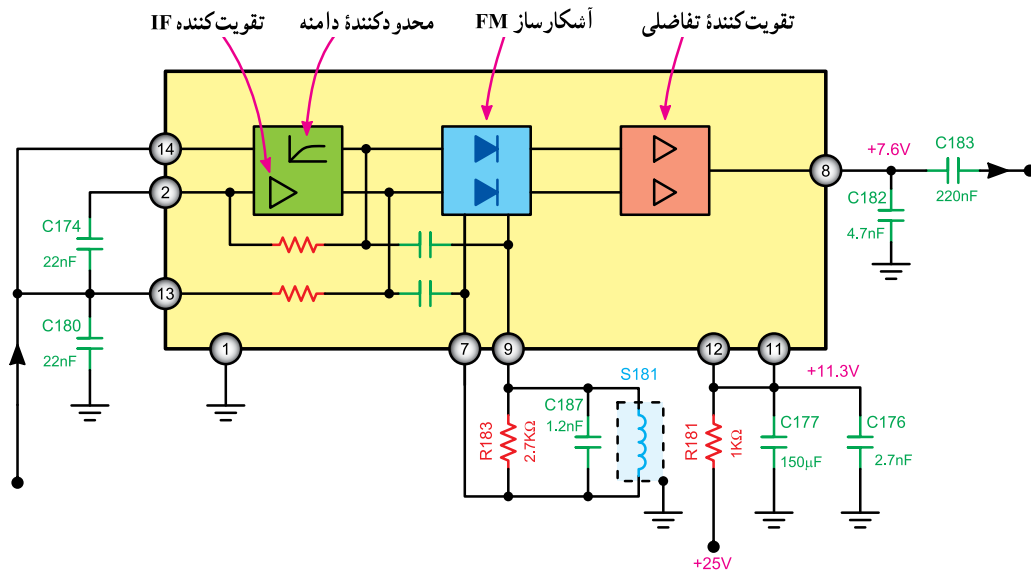 تقویت‌کننده IF
محدودکنندهٔ دامنه
آشکارساز FM
تقویت‌کنندهٔ تفاضلی
14
2
13
1
7
9
12
11
8
C174
22nF
C180
22nF
+7.6V
C183
220nF
C182
4.7nF
R183
2.7KΩ
C187
1.2nF
S181
R181
1KΩ
+11.3V
C177
150μF
C176
2.7nF
+25V